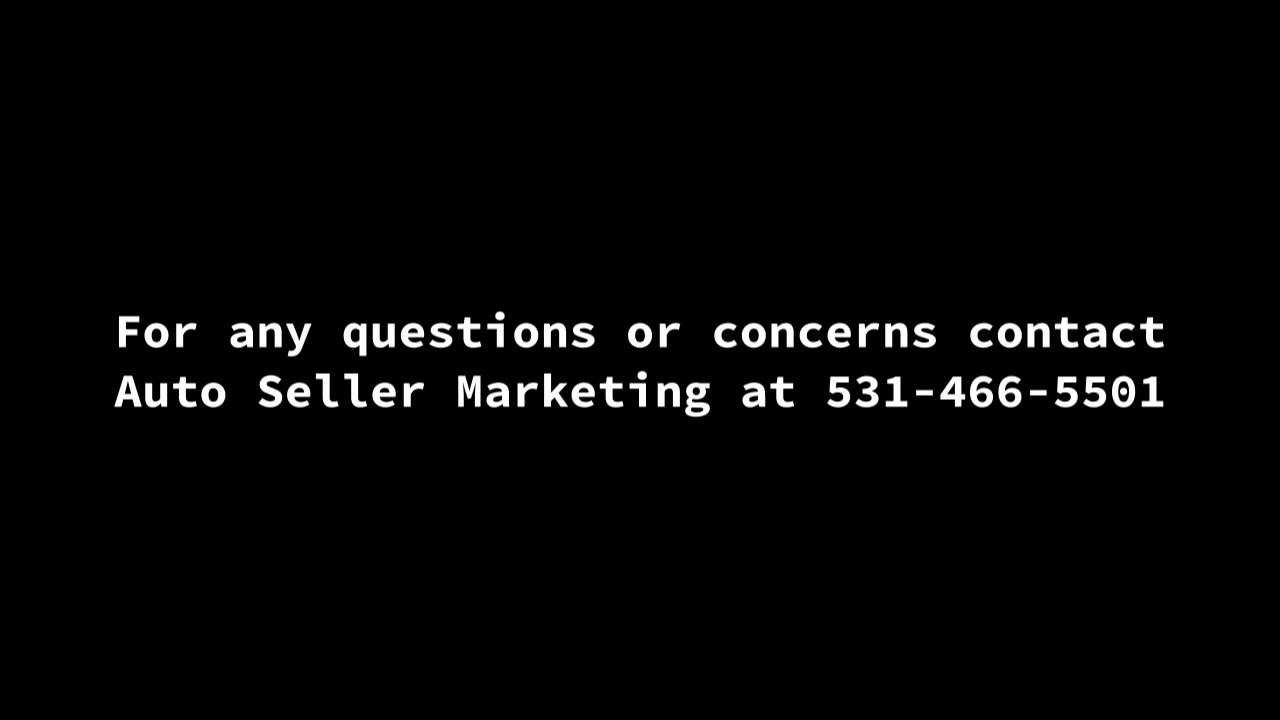 For any questions or concerns contact
Auto Seller Marketing at 531-466-5501